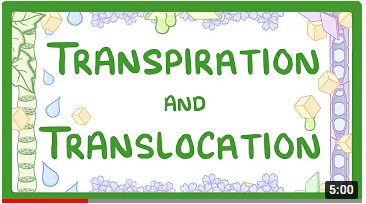 TRANSPIRATION
AND
TRANSLOCATION
5:00